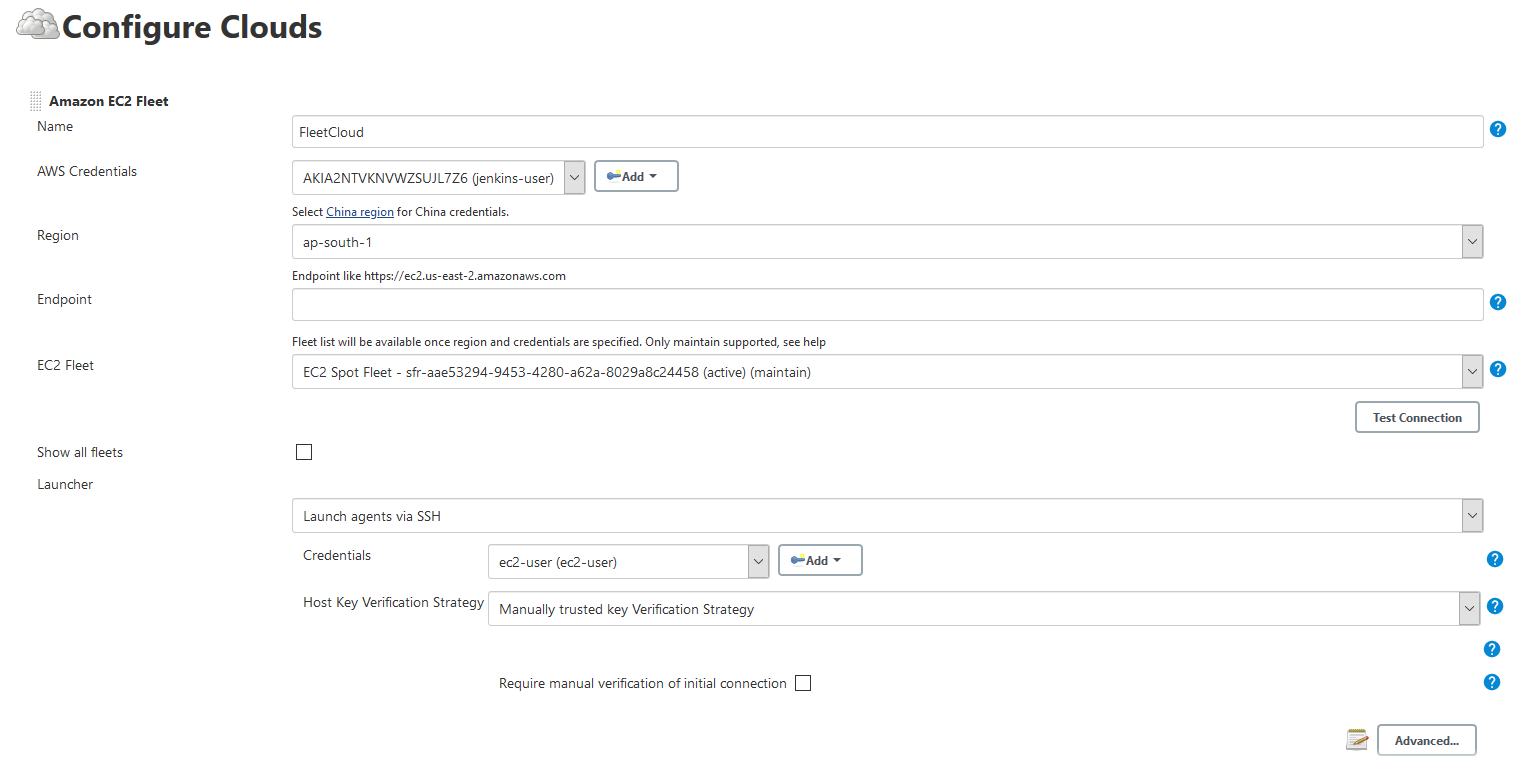 Configure Clouds
Amazon EC2 Fleet
Name
FleetCloud
AWS Credentials
AKIA2NTVKNVWZSUJL7Z6 (jenkins-user)
Add
Select China region for China credentials.
Region
ap-south-1
Endpoint like https://ec2.us-east-2.amazonaws.com
Endpoint
Fleet list will be available once region and credentials are specified. Only maintain supported, see help
EC2 Fleet
EC2 Spot Fleet - sfr-aae53294-9453-4280-a62a-8029a8c24458 (active) (maintain)
Test Connection
Show all fleets
Launcher
Launch agents via SSH
Credentials
ec2-user (ec2-user)
Add
Host Key Verification Strategy
Manually trusted key Verification Strategy
Require manual verification of initial connection
Advanced...